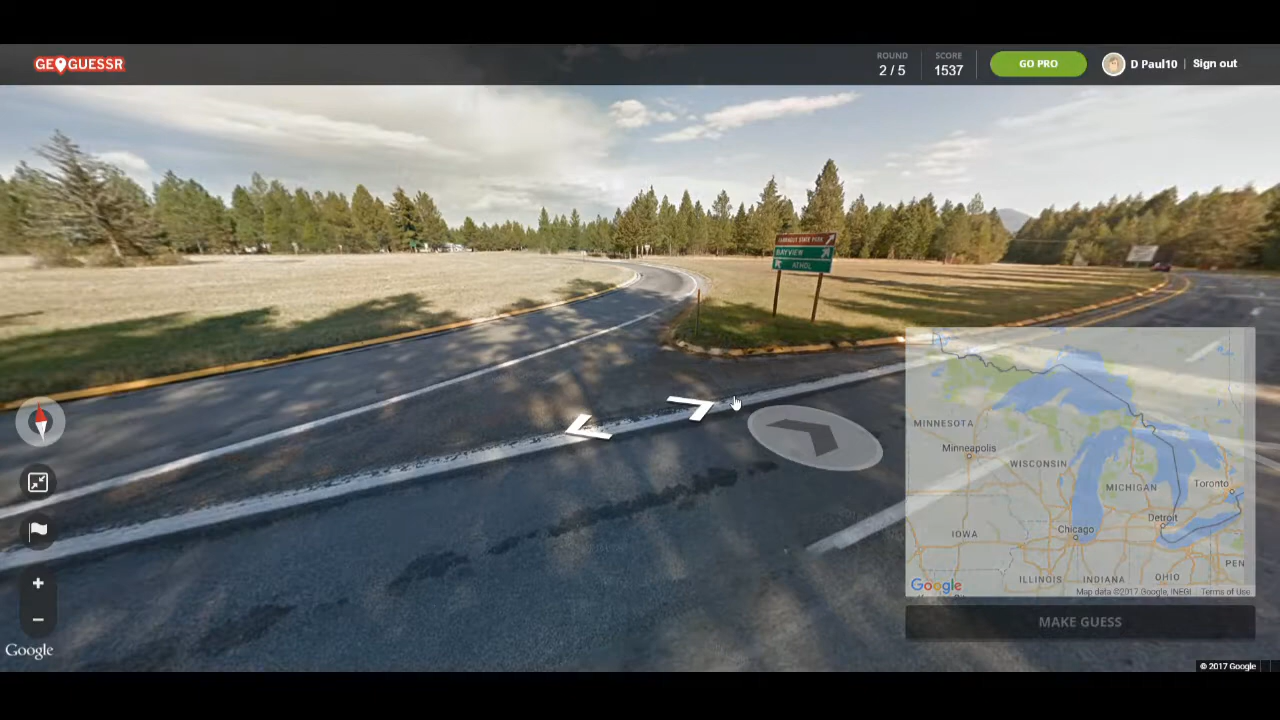 GEOGUESSR
ROUND
2 / 5
SCORE
1537
GO PRO
D Paul10 | Sign out
FARRAGUT STATE PARK
BAYVIEW
ATHOL
MINNESOTA
Minneapolis
WISCONSIN
MICHIGAN
Toronto
Detroit
Chicago
IOWA
ILLINOIS
INDIANA
OHIO
PEN
Google
Map data ©2017 Google, INEGI
Terms of Use
MAKE GUESS
Google
© 2017 Google